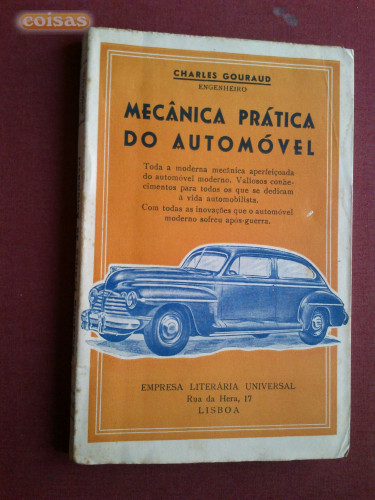 coisas
CHARLES GOURAUD
ENGENHEIRO
MECÂNICA PRÁTICA
DO AUTOMÓVEL
Toda a moderna mecânica aperfeiçoada
do automóvel moderno. Valiosos conhe-
cimentos para todos os que se dedicam
a vida automobilista.
Com todas as inovações que o automóvel
moderno sofreu após-guerra.
EMPRESA LITERÁRIA UNIVERSAL
Rua da Hera, 17
LISBOA